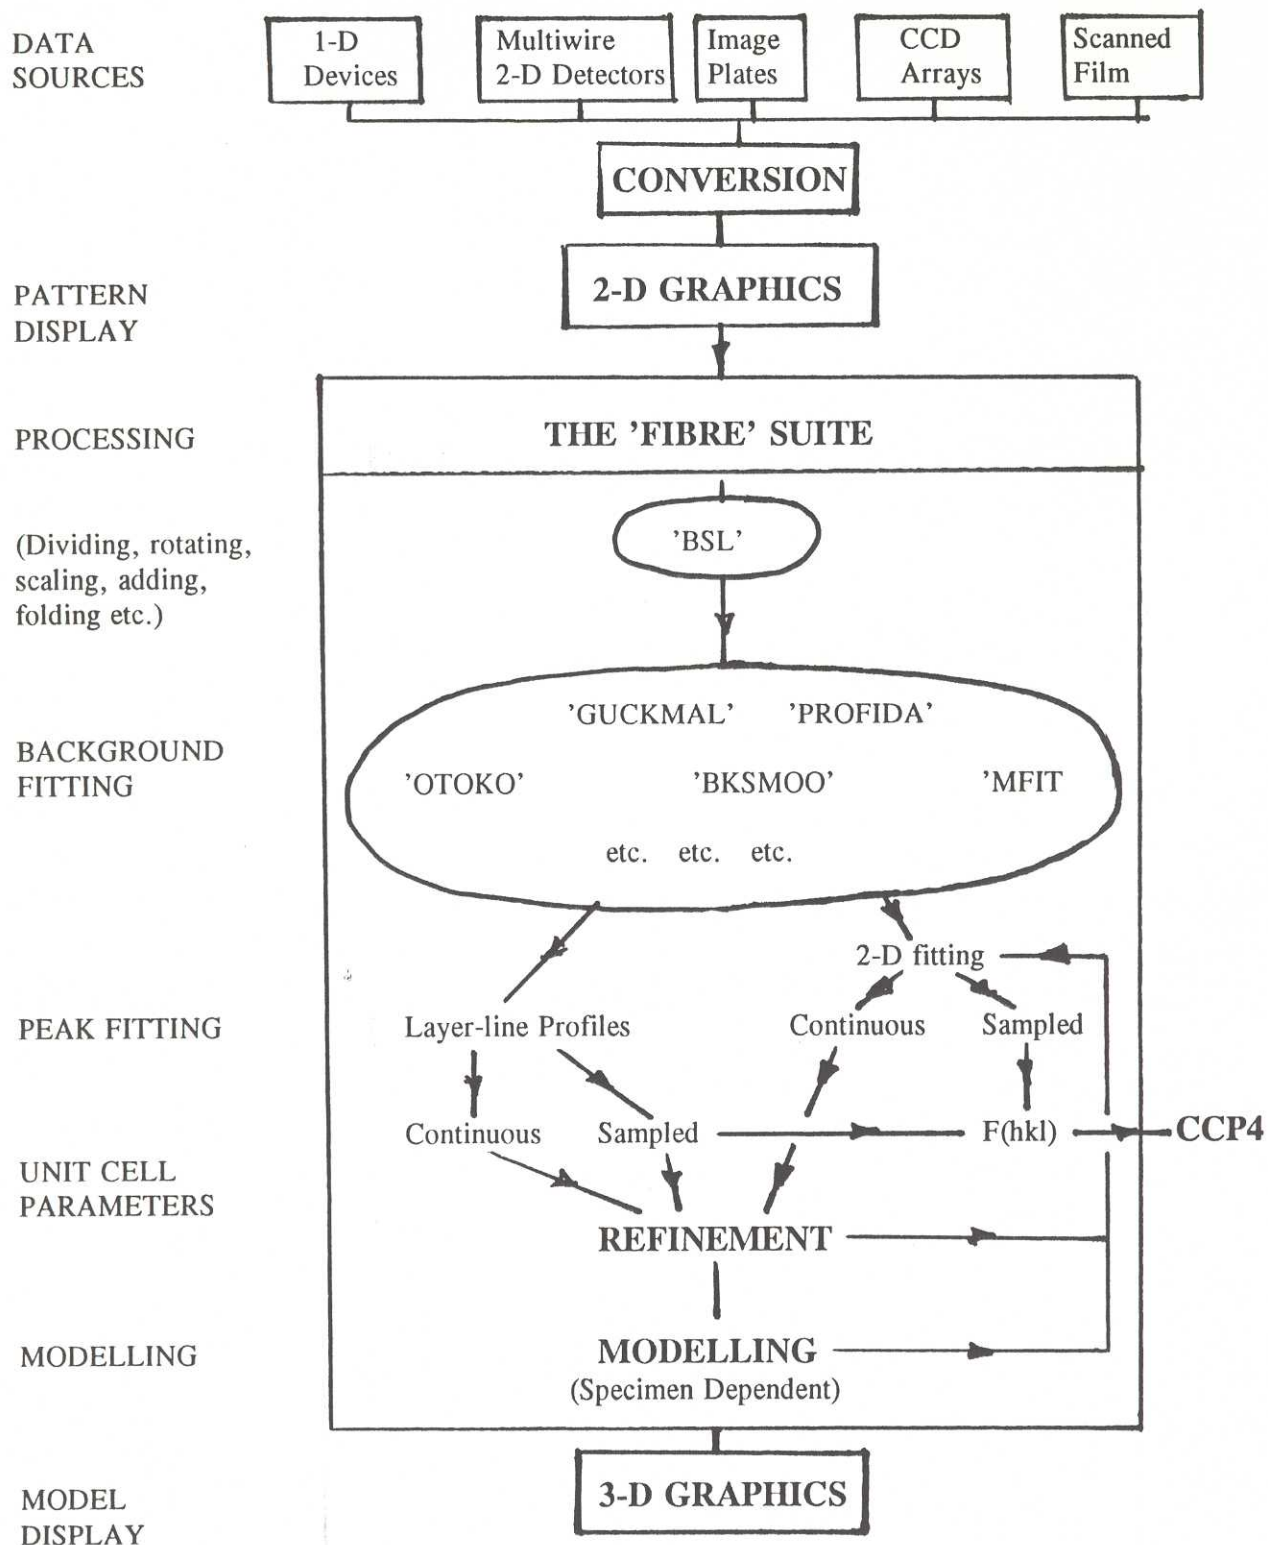 DATA
SOURCES
1-D
Devices
Multiwire
2-D Detectors
Image
Plates
CCD
Arrays
Scanned
Film
CONVERSION
PATTERN
DISPLAY
2-D GRAPHICS
PROCESSING
THE 'FIBRE' SUITE
(Dividing, rotating,
scaling, adding,
folding etc.)
'BSL'
BACKGROUND
FITTING
'GUCKMAL' 'PROFIDA'
'OTOKO' 'BKSMOO' 'MFIT
etc. etc. etc.
2-D fitting
PEAK FITTING
Layer-line Profiles
Continuous Sampled
Continuous Sampled
F(hkl)
CCP4
UNIT CELL
PARAMETERS
REFINEMENT
MODELLING
MODELLING
(Specimen Dependent)
MODEL
DISPLAY
3-D GRAPHICS